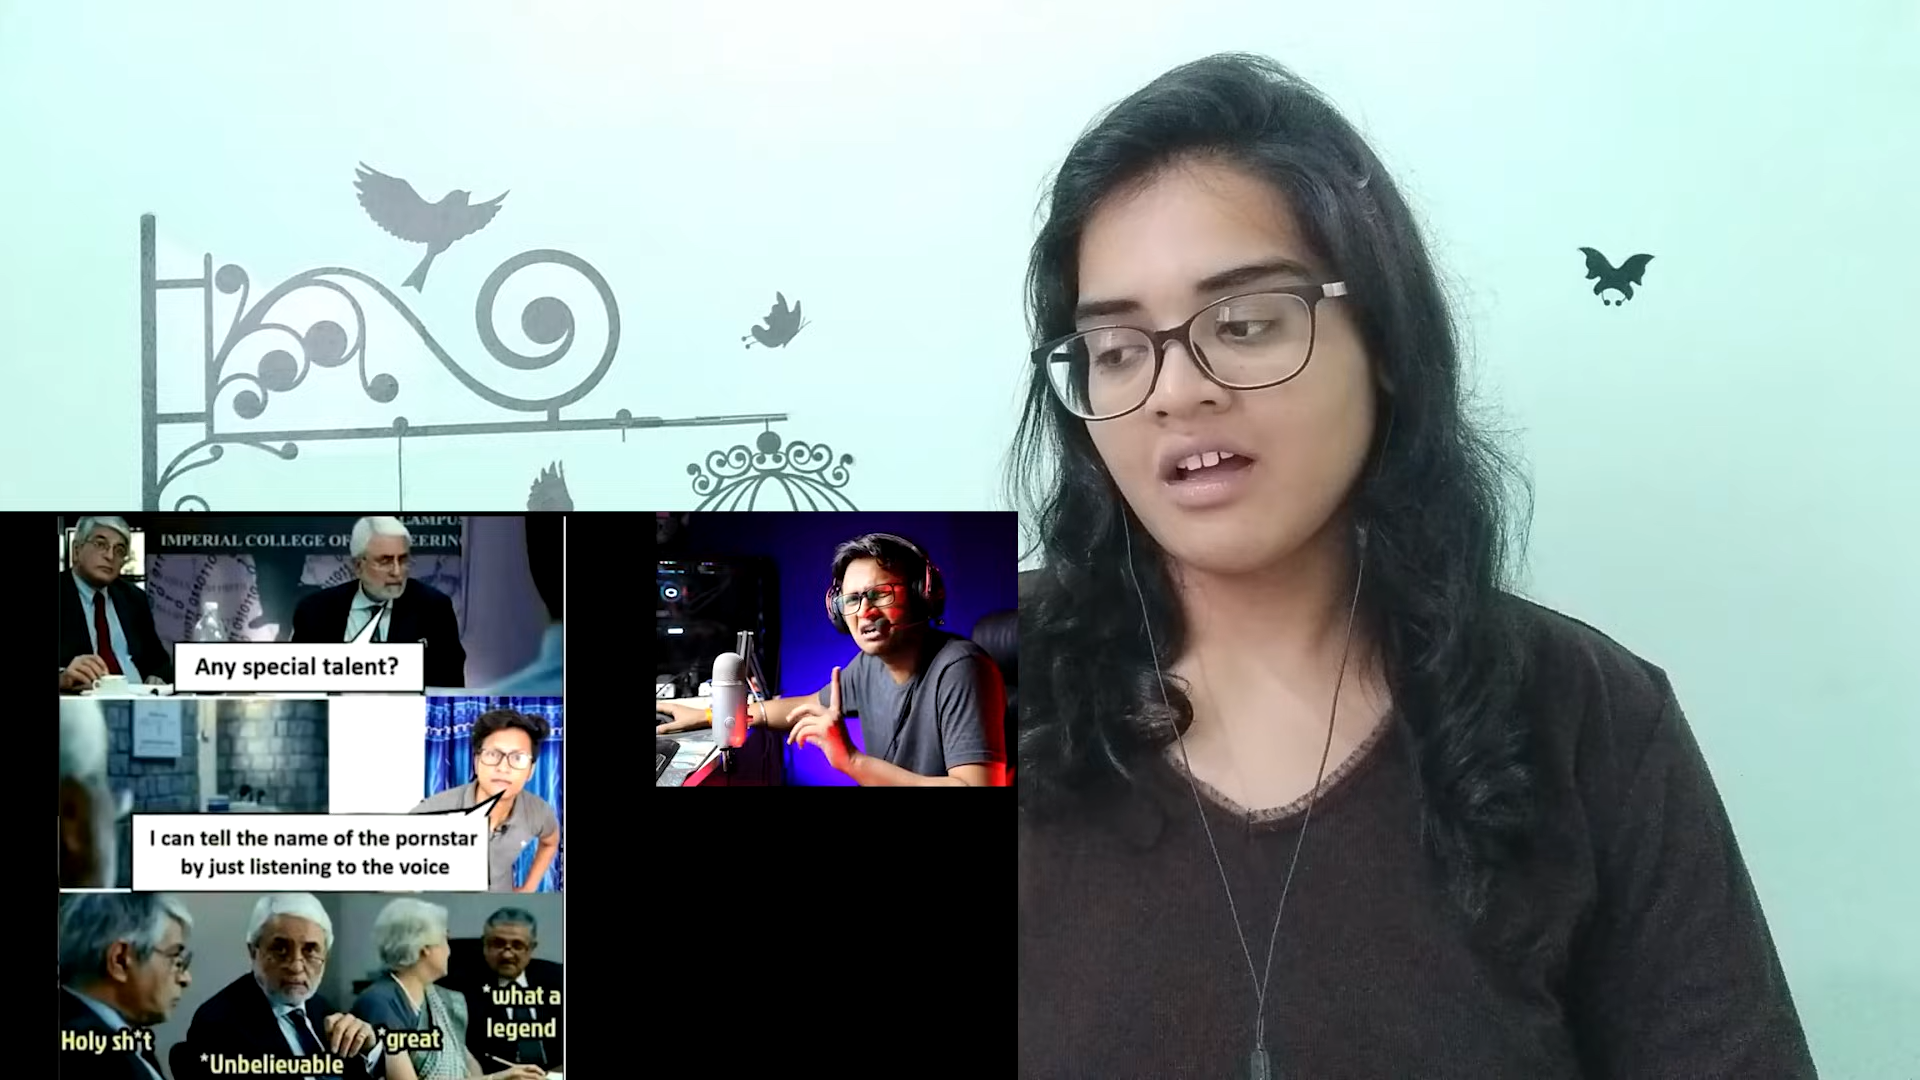 CAMPUS
IMPERIAL COLLEGE OF
Any special talent?
I can tell the name of the pornstar
by just listening to the voice
Holy sh*t
*Unbelievable
*great
*what a
legend